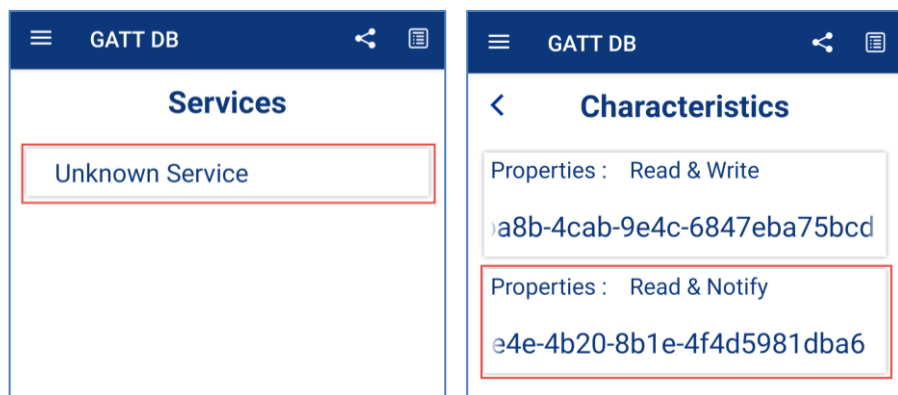 GATT DB
Services
Unknown Service
GATT DB
Characteristics
Properties : Read & Write
a8b-4cab-9e4c-6847eba75bcd
Properties : Read & Notify
e4e-4b20-8b1e-4f4d5981dba6